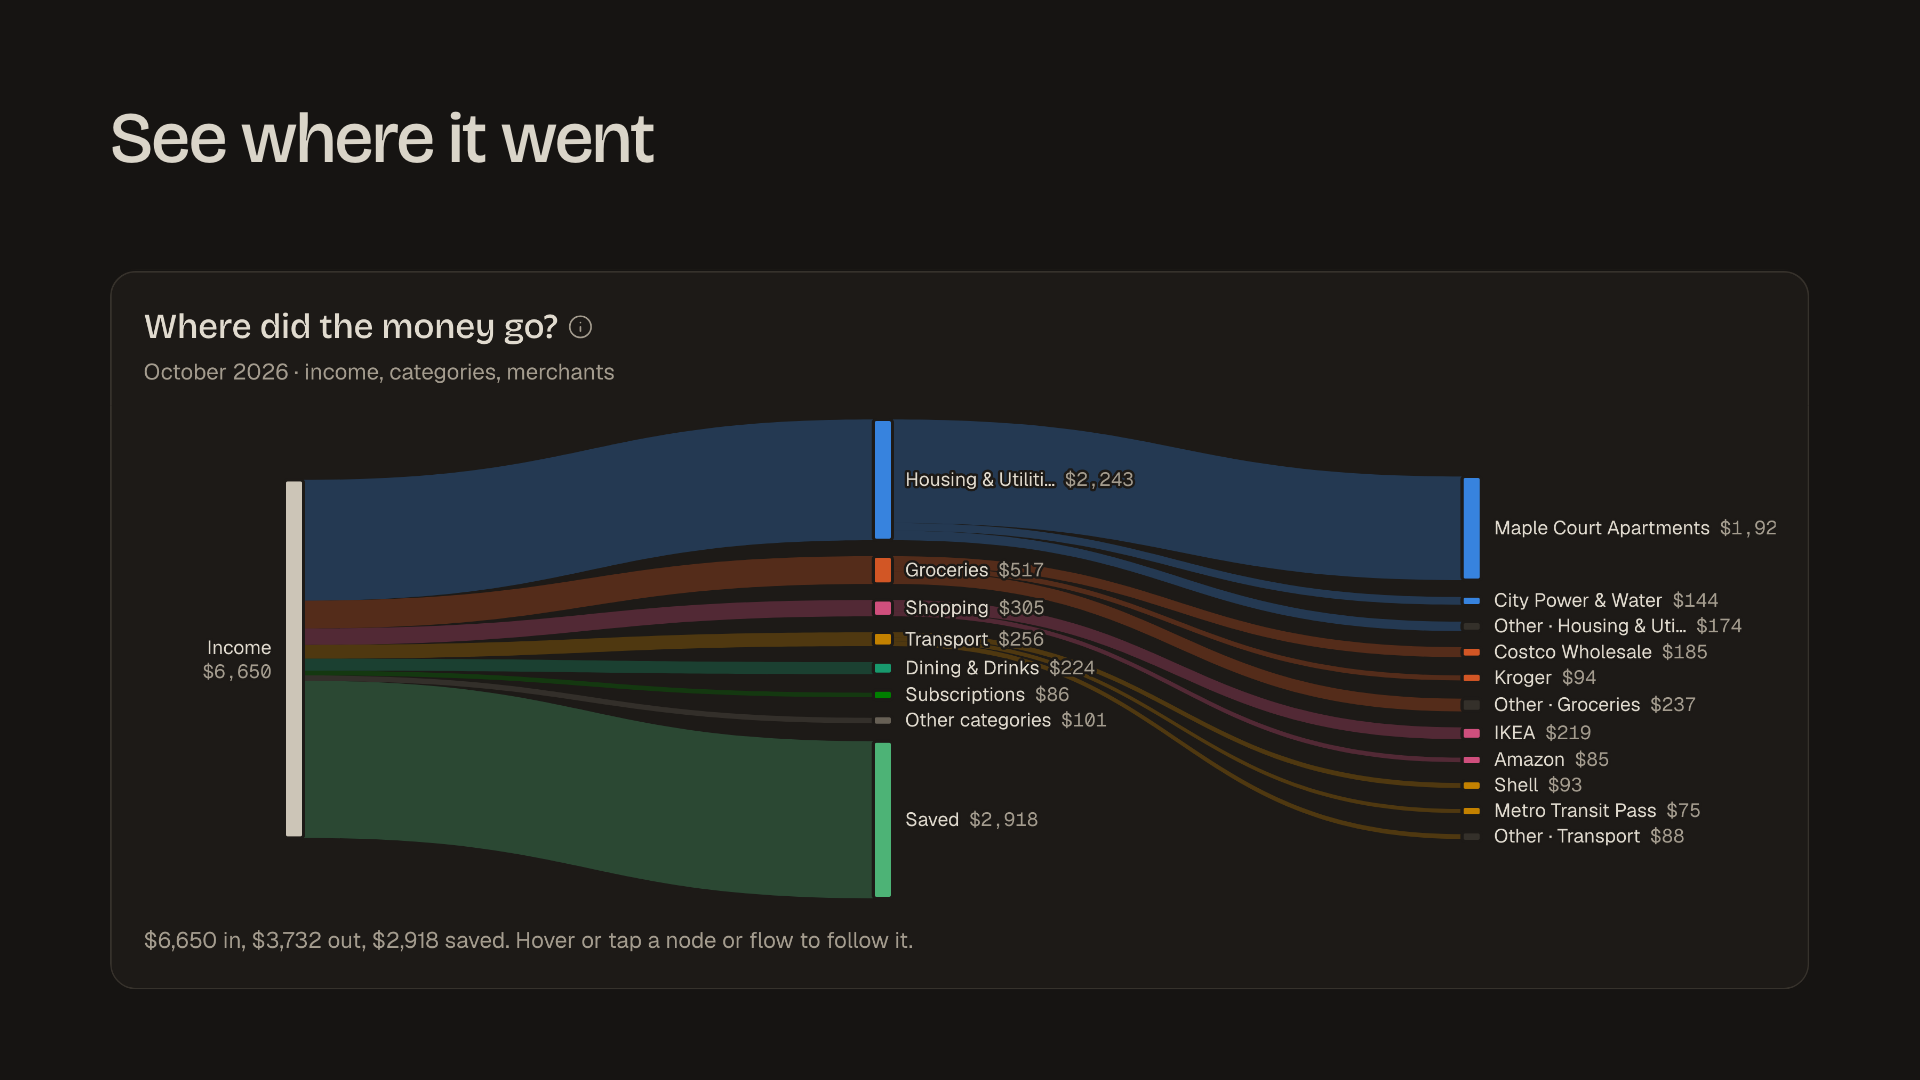 See where it went
Where did the money go?
October 2026 · income, categories, merchants
Income
$6,650
Housing & Utiliti… $2,243
Groceries $517
Shopping $305
Transport $256
Dining & Drinks $224
Subscriptions $86
Other categories $101
Saved $2,918
Maple Court Apartments $1,92
City Power & Water $144
Other · Housing & Uti… $174
Costco Wholesale $185
Kroger $94
Other · Groceries $237
IKEA $219
Amazon $85
Shell $93
Metro Transit Pass $75
Other · Transport $88
$6,650 in, $3,732 out, $2,918 saved. Hover or tap a node or flow to follow it.